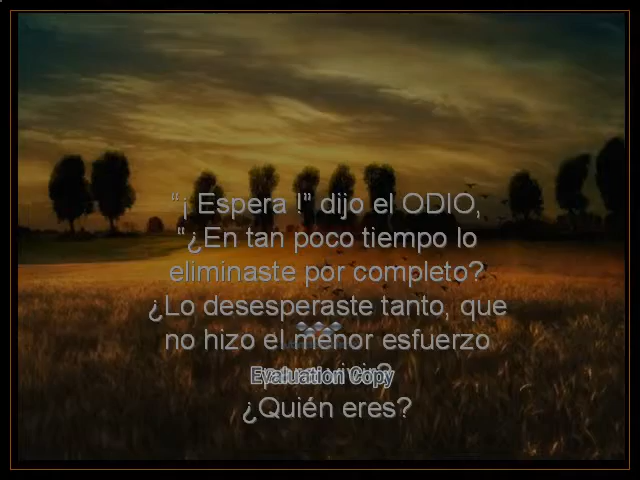 “¡ Espera !” dijo el ODIO,
“¿En tan poco tiempo lo
eliminaste por completo?
¿Lo desesperaste tanto, que
no hizo el menor esfuerzo
Evaluation Copy
¿Quién eres?